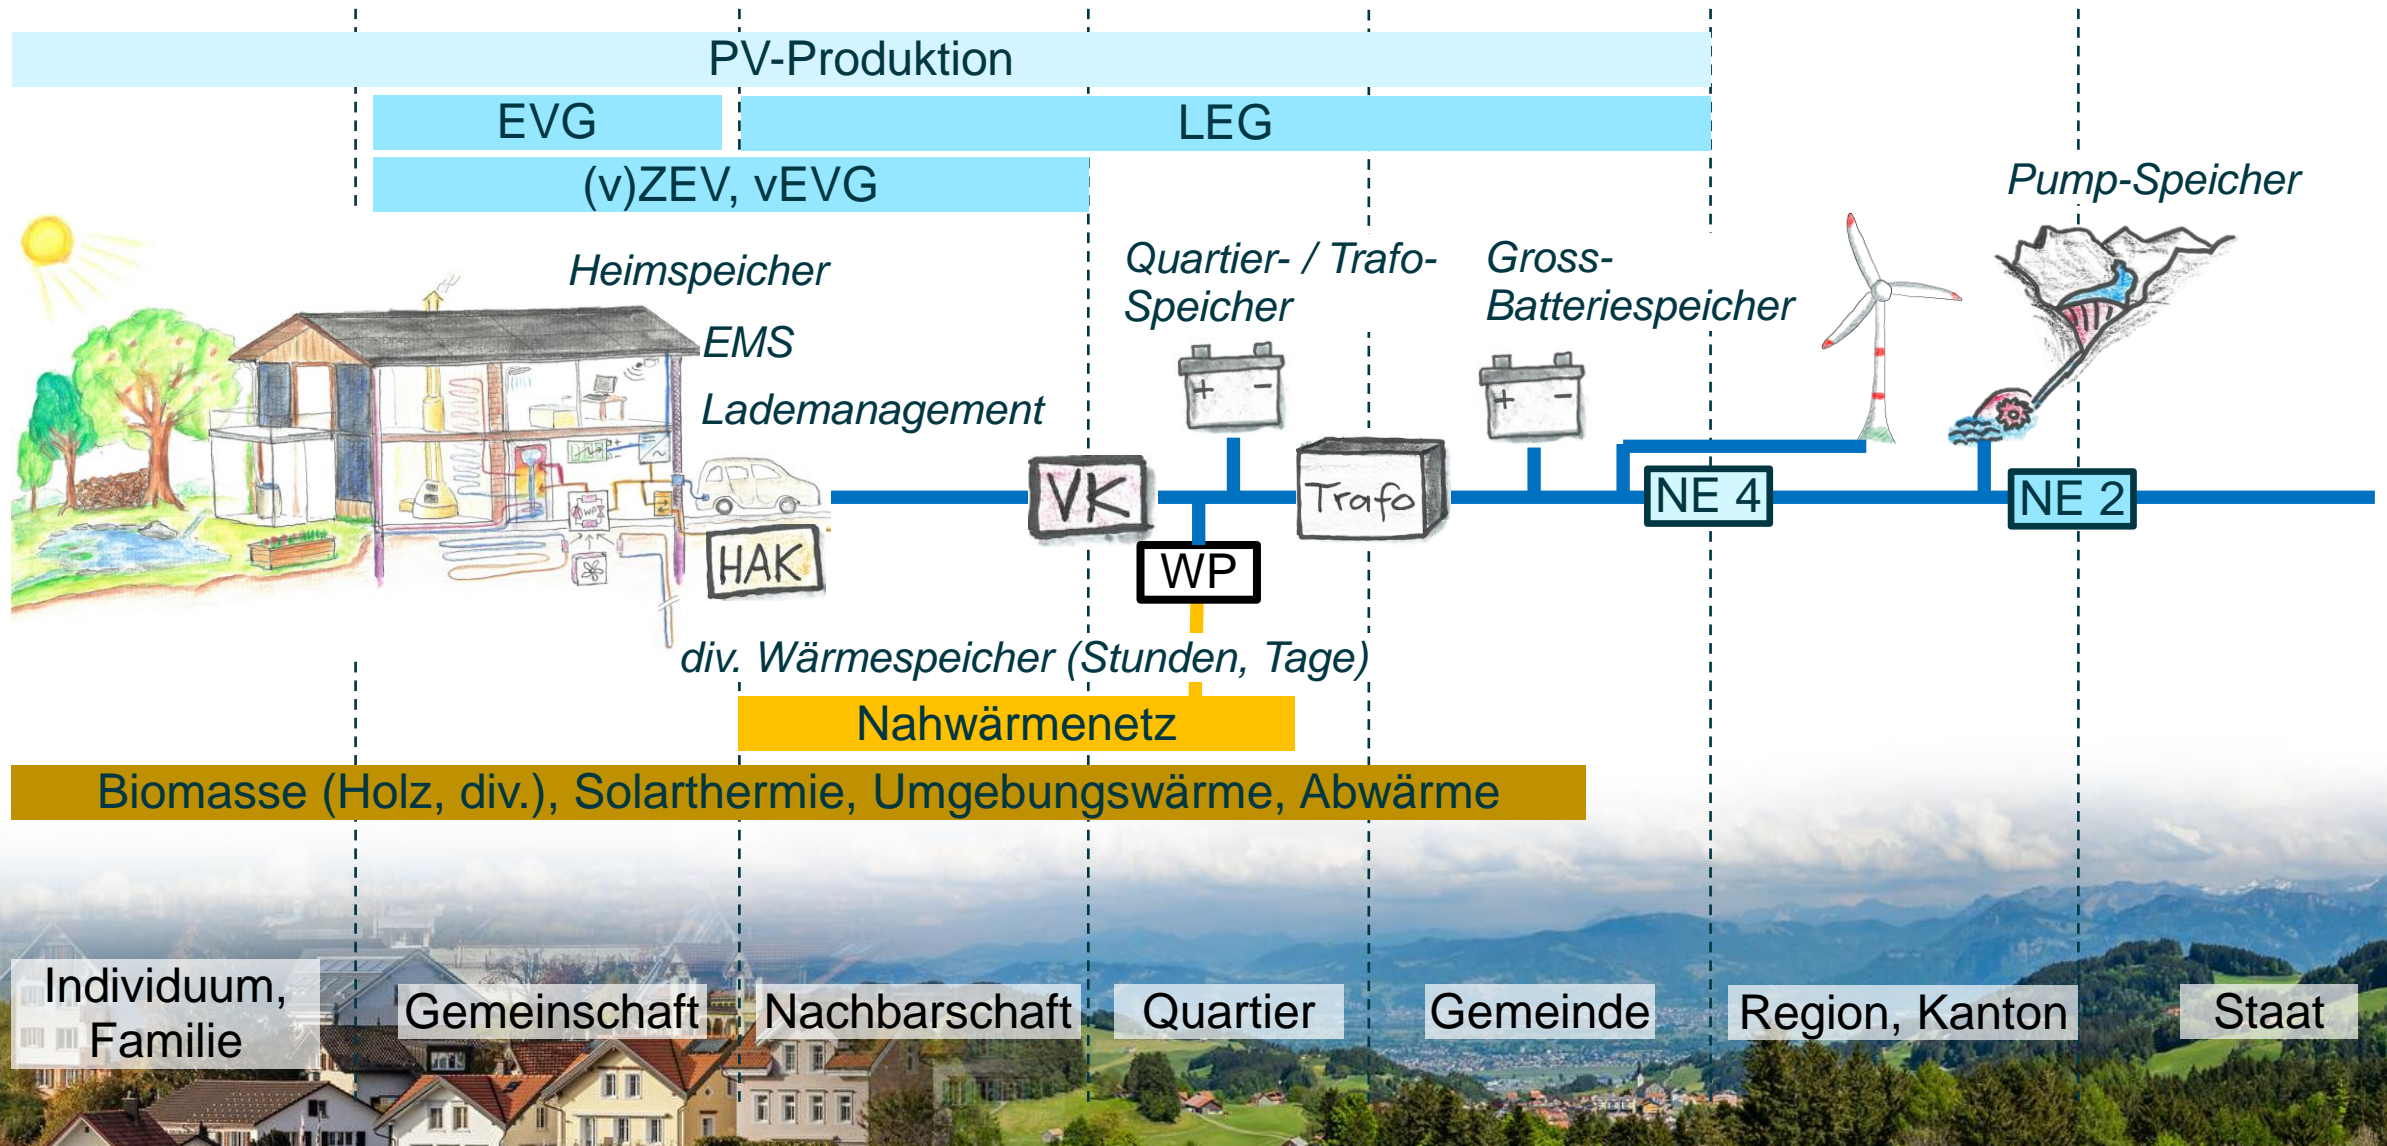 PV-Produktion
EVG
LEG
(v)ZEV, vEVG
Pump-Speicher
Heimspeicher
Quartier- / Trafo-
Speicher
Gross-
Batteriespeicher
EMS
Lademanagement
+ -
+ -
VK
Trafo
NE 4
NE 2
WP
HAK
WP
div. Wärmespeicher (Stunden, Tage)
Nahwärmenetz
Biomasse (Holz, div.), Solarthermie, Umgebungswärme, Abwärme
Individuum,
Familie
Gemeinschaft
Nachbarschaft
Quartier
Gemeinde
Region, Kanton
Staat